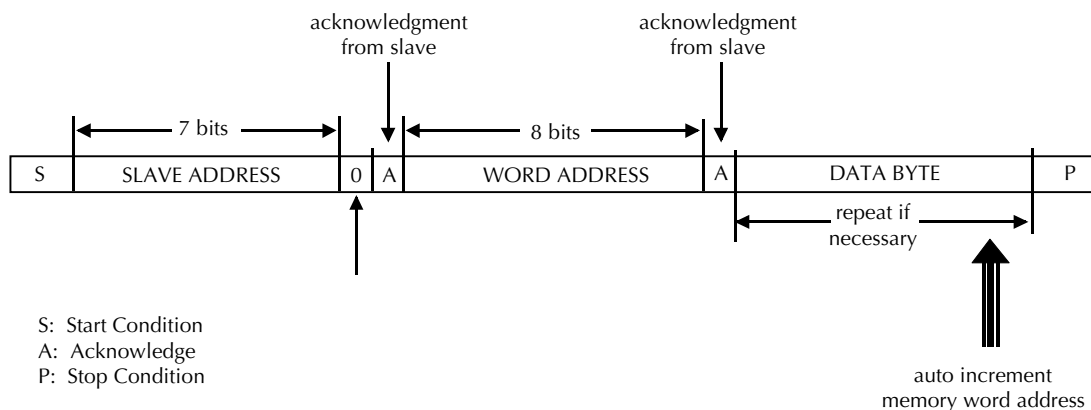 acknowledgment
from slave
acknowledgment
from slave
7 bits
8 bits
S SLAVE ADDRESS 0 A WORD ADDRESS A DATA BYTE P
repeat if
necessary
S: Start Condition
A: Acknowledge
P: Stop Condition
auto increment
memory word address